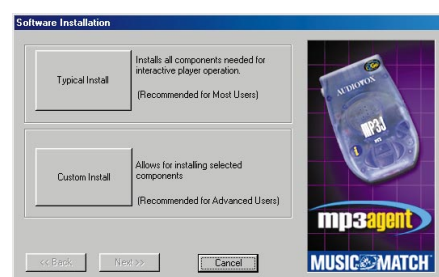 Software Installation
Typical Install
Installs all components needed for
interactive player operation.
(Recommended for Most Users)
Custom Install
Allows for installing selected
components
(Recommended for Advanced Users)
<< Back
Next >>
Cancel
AUDIOVOX
MP3
mp3agent
MUSICMATCH